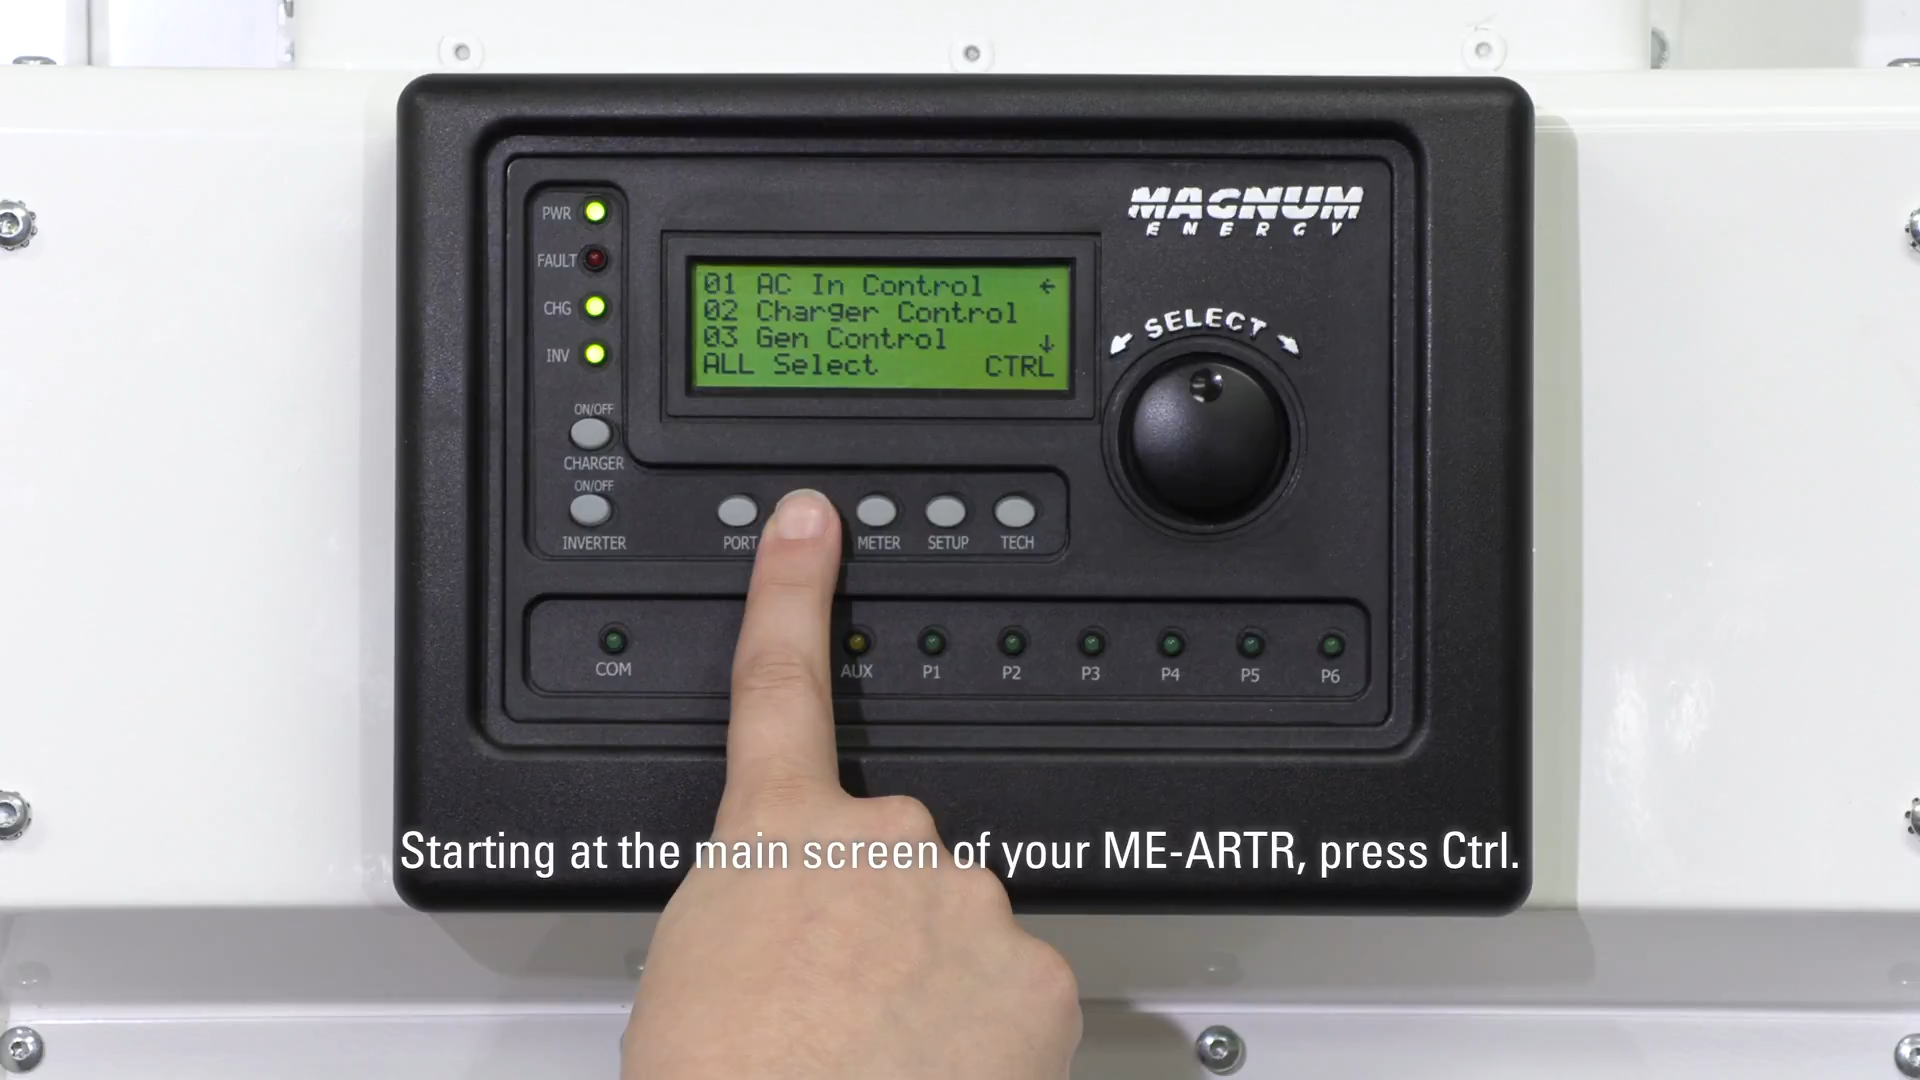 MAGNUM
ENERGY
PWR
FAULT
CHG
INV
01 AC In Control ←
02 Charger Control
03 Gen Control ↓
ALL Select CTRL
← SELECT →
ON/OFF
CHARGER
ON/OFF
INVERTER
PORT
METER
SETUP
TECH
COM
AUX
P1
P2
P3
P4
P5
P6
Starting at the main screen of your ME-ARTR, press Ctrl.